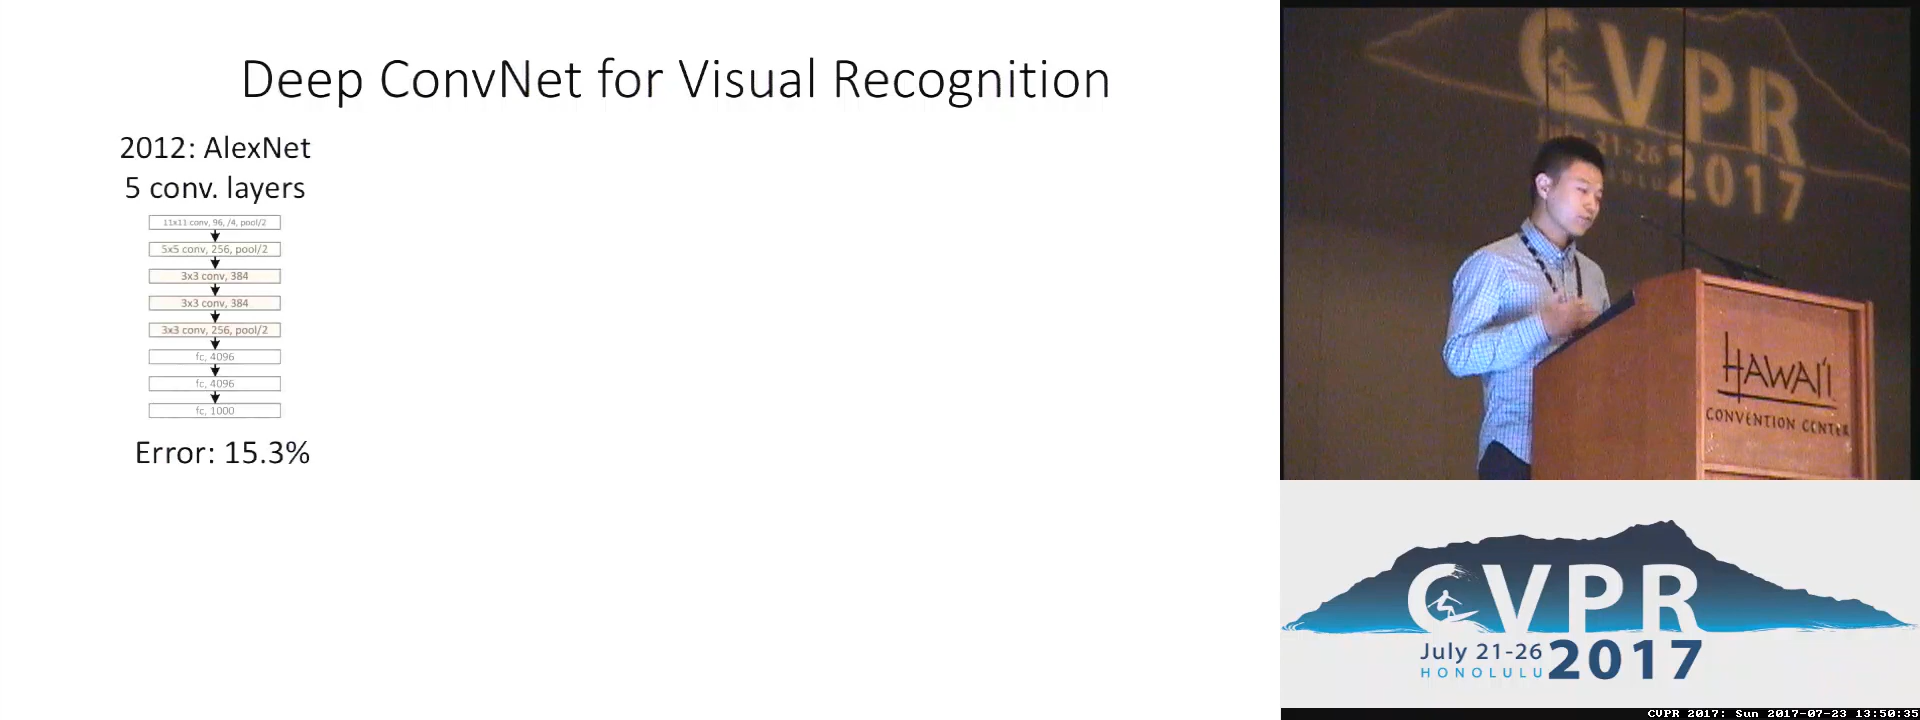 Deep ConvNet for Visual Recognition
2012: AlexNet
5 conv. layers
11x11 conv, 96, /4, pool/2
5x5 conv, 256, pool/2
3x3 conv, 384
3x3 conv, 384
3x3 conv, 256, pool/2
fc, 4096
fc, 4096
fc, 1000
Error: 15.3%
CVPR
21-26
2017
HAWAI'I
CONVENTION CENTER
CVPR
July 21-26
HONOLULU
2017
CVPR 2017: Sun 2017-07-23 13:50:35